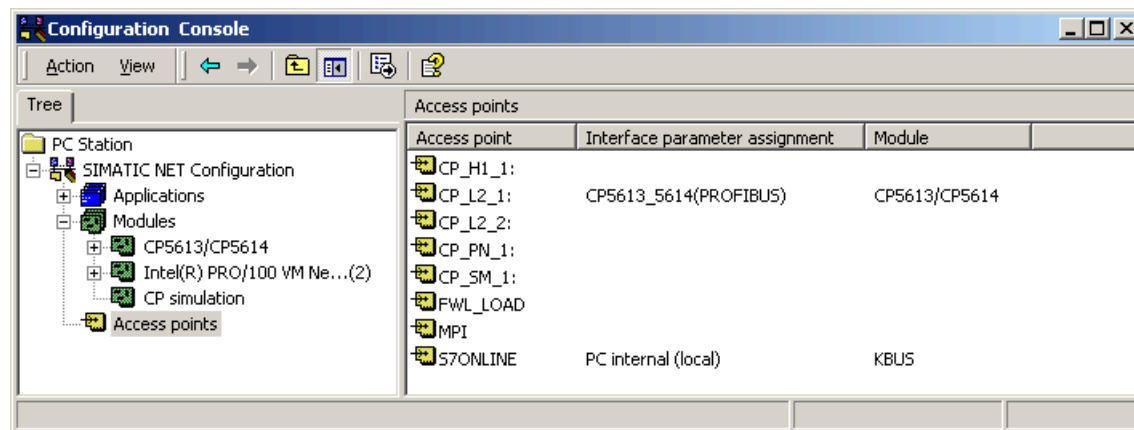 Configuration Console
Action View
Tree
Access points
PC Station
SIMATIC NET Configuration
Applications
Modules
CP5613/CP5614
Intel(R) PRO/100 VM Ne...(2)
CP simulation
Access points
Access point Interface parameter assignment Module
CP_H1_1:
CP_L2_1: CP5613_5614(PROFIBUS) CP5613/CP5614
CP_L2_2:
CP_PN_1:
CP_SM_1:
FWL_LOAD
MPI
S7ONLINE PC internal (local) KBUS